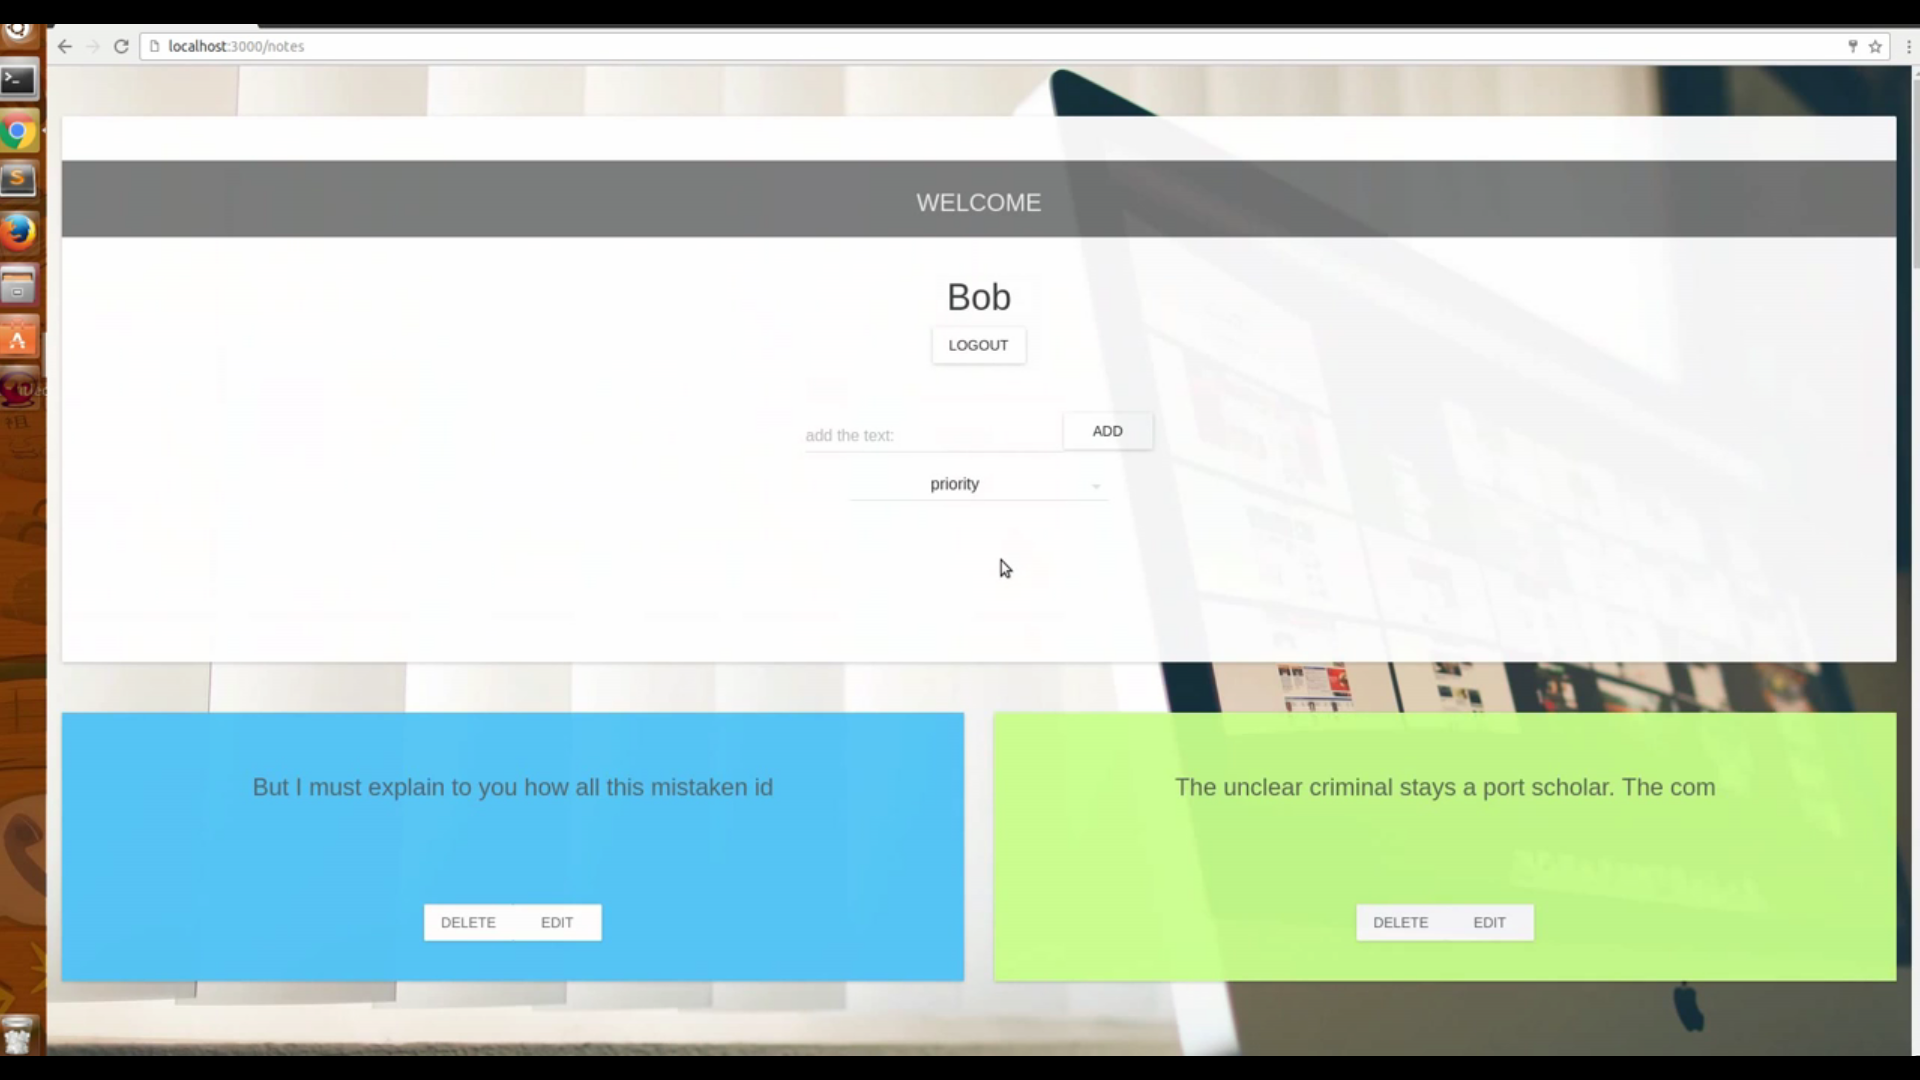 localhost:3000/notes
WELCOME
Bob
LOGOUT
add the text:
ADD
priority
But I must explain to you how all this mistaken id
The unclear criminal stays a port scholar. The com
DELETE EDIT
DELETE EDIT